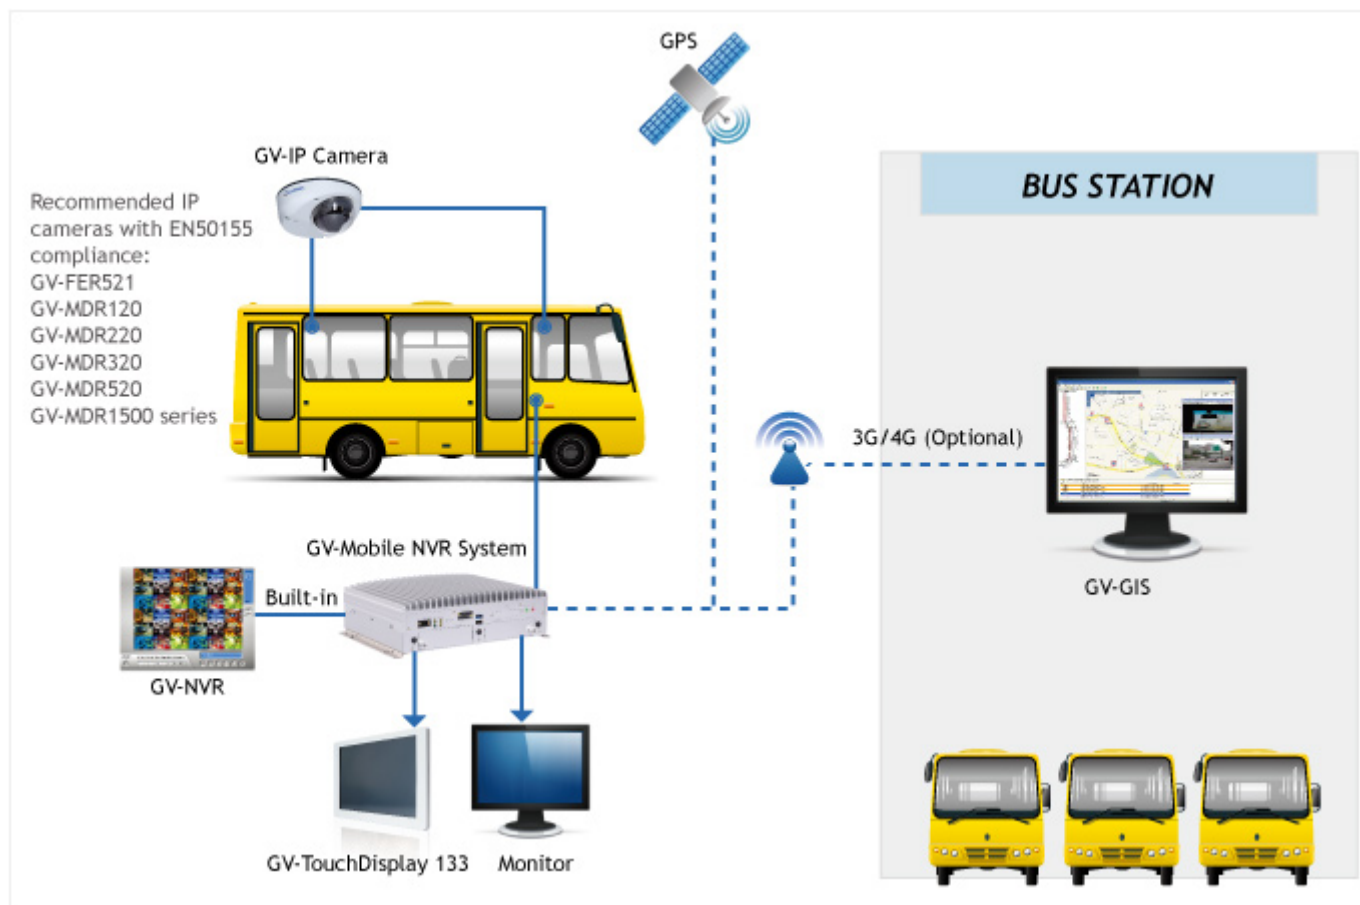 GPS
GV-IP Camera
Recommended IP
cameras with EN50155
compliance:
GV-FER521
GV-MDR120
GV-MDR220
GV-MDR320
GV-MDR520
GV-MDR1500 series
BUS STATION
3G/4G (Optional)
GV-GIS
GV-Mobile NVR System
Built-in
GV-NVR
GV-TouchDisplay 133
Monitor